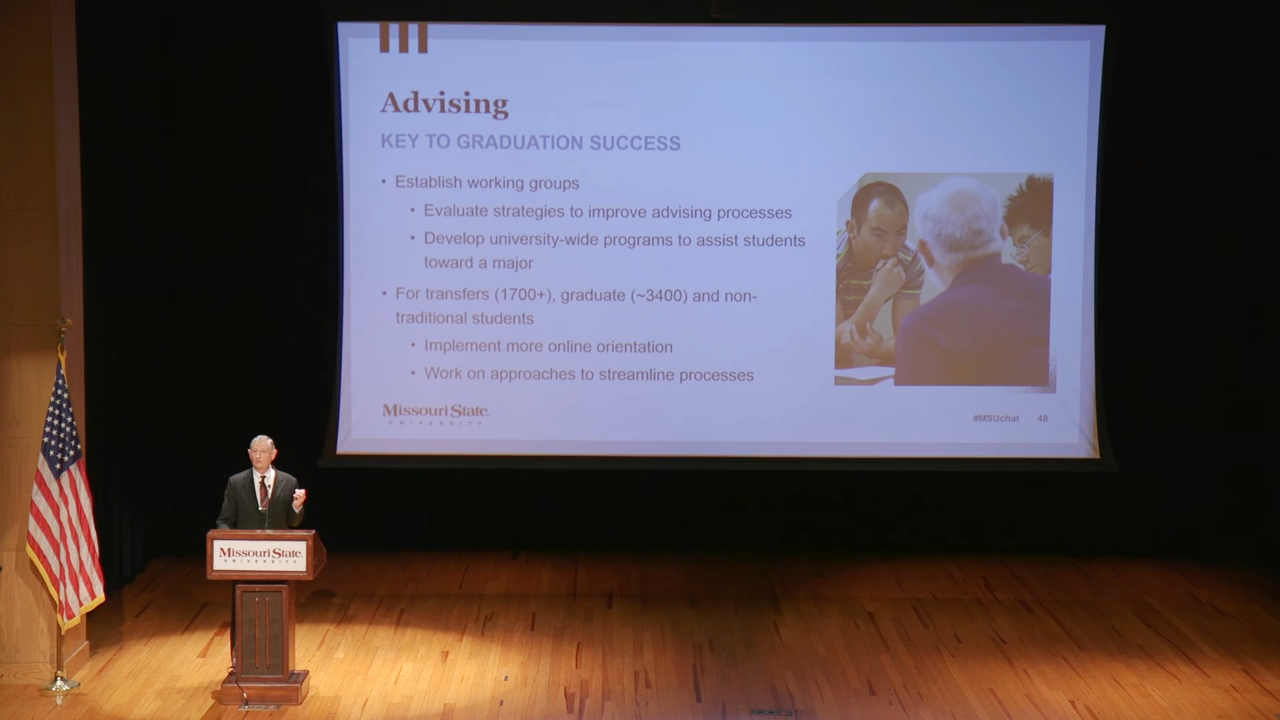 Advising
KEY TO GRADUATION SUCCESS
• Establish working groups
• Evaluate strategies to improve advising processes
• Develop university-wide programs to assist students
toward a major
• For transfers (1700+), graduate (~3400) and non-
traditional students
• Implement more online orientation
• Work on approaches to streamline processes
Missouri State
UNIVERSITY
#MSUchat 48
Missouri State
UNIVERSITY